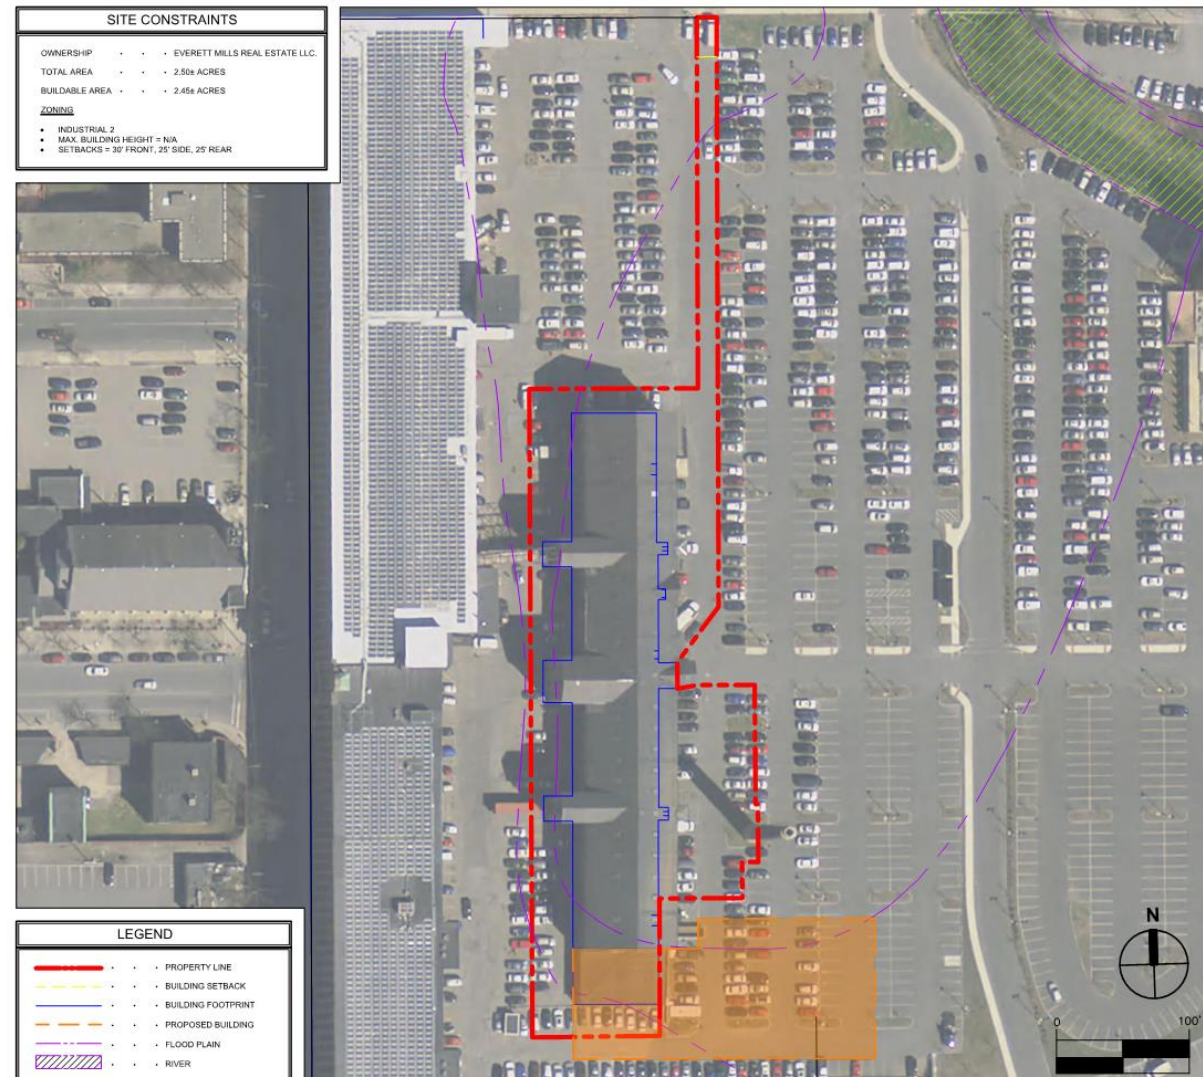 SITE CONSTRAINTS
OWNERSHIP · · · EVERETT MILLS REAL ESTATE LLC.
TOTAL AREA · · · 2.50± ACRES
BUILDABLE AREA · · · 2.45± ACRES
ZONING
• INDUSTRIAL 2
• MAX. BUILDING HEIGHT = N/A
• SETBACKS = 30' FRONT, 25' SIDE, 25' REAR
LEGEND
· · · PROPERTY LINE
· · · BUILDING SETBACK
· · · BUILDING FOOTPRINT
· · · PROPOSED BUILDING
· · · FLOOD PLAIN
· · · RIVER
N
0 100'